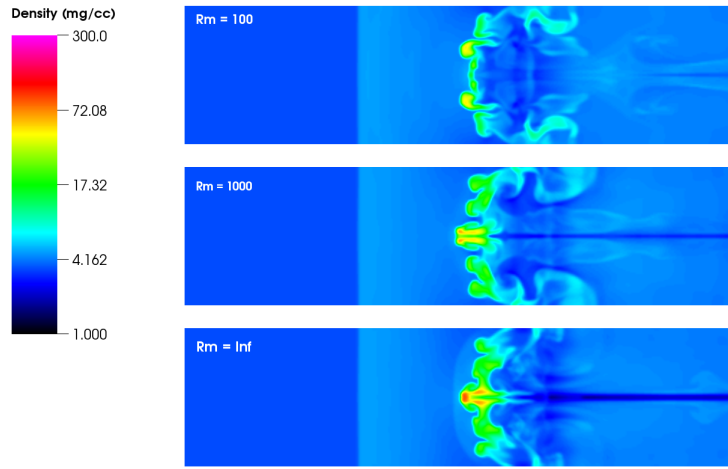 Density (mg/cc)
300.0
72.08
17.32
4.162
1.000
Rm = 100
Rm = 1000
Rm = Inf